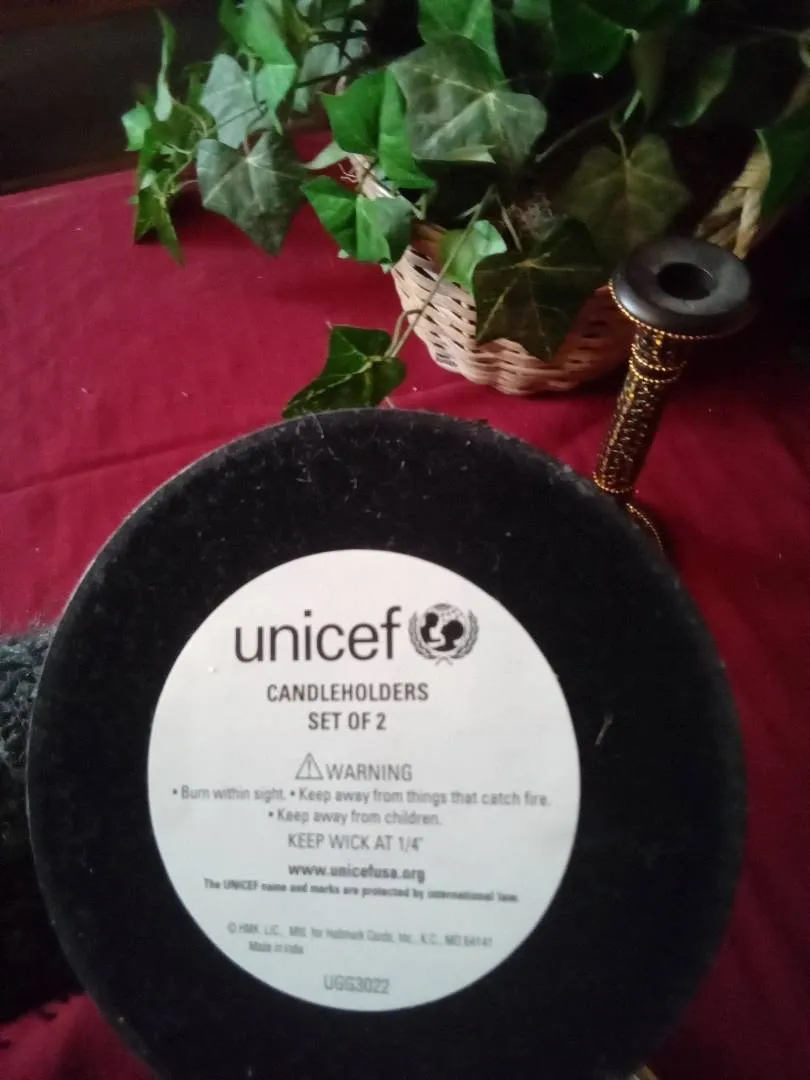 unicef
CANDLEHOLDERS
SET OF 2
WARNING
• Burn within sight. • Keep away from things that catch fire.
• Keep away from children.
KEEP WICK AT 1/4"
www.unicefusa.org
The UNICEF name and marks are protected by international law.
© HMK. LIC., Mfd. for Hallmark Cards, Inc., K.C., MO 64141
Made in India
UGG3022